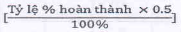 [Tỷ lệ % hoàn thành × 0.5
100%]